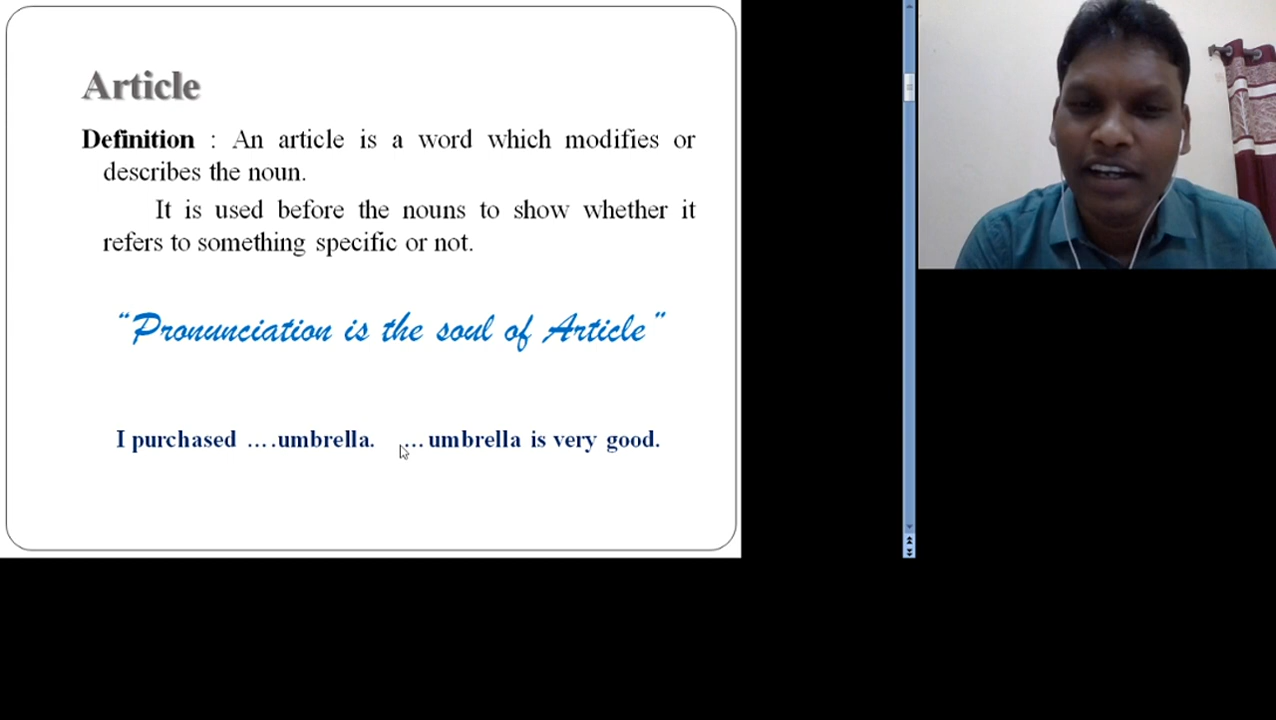 Article
Definition : An article is a word which modifies or
describes the noun.
It is used before the nouns to show whether it
refers to something specific or not.
“Pronunciation is the soul of Article”
I purchased ....umbrella. ... umbrella is very good.